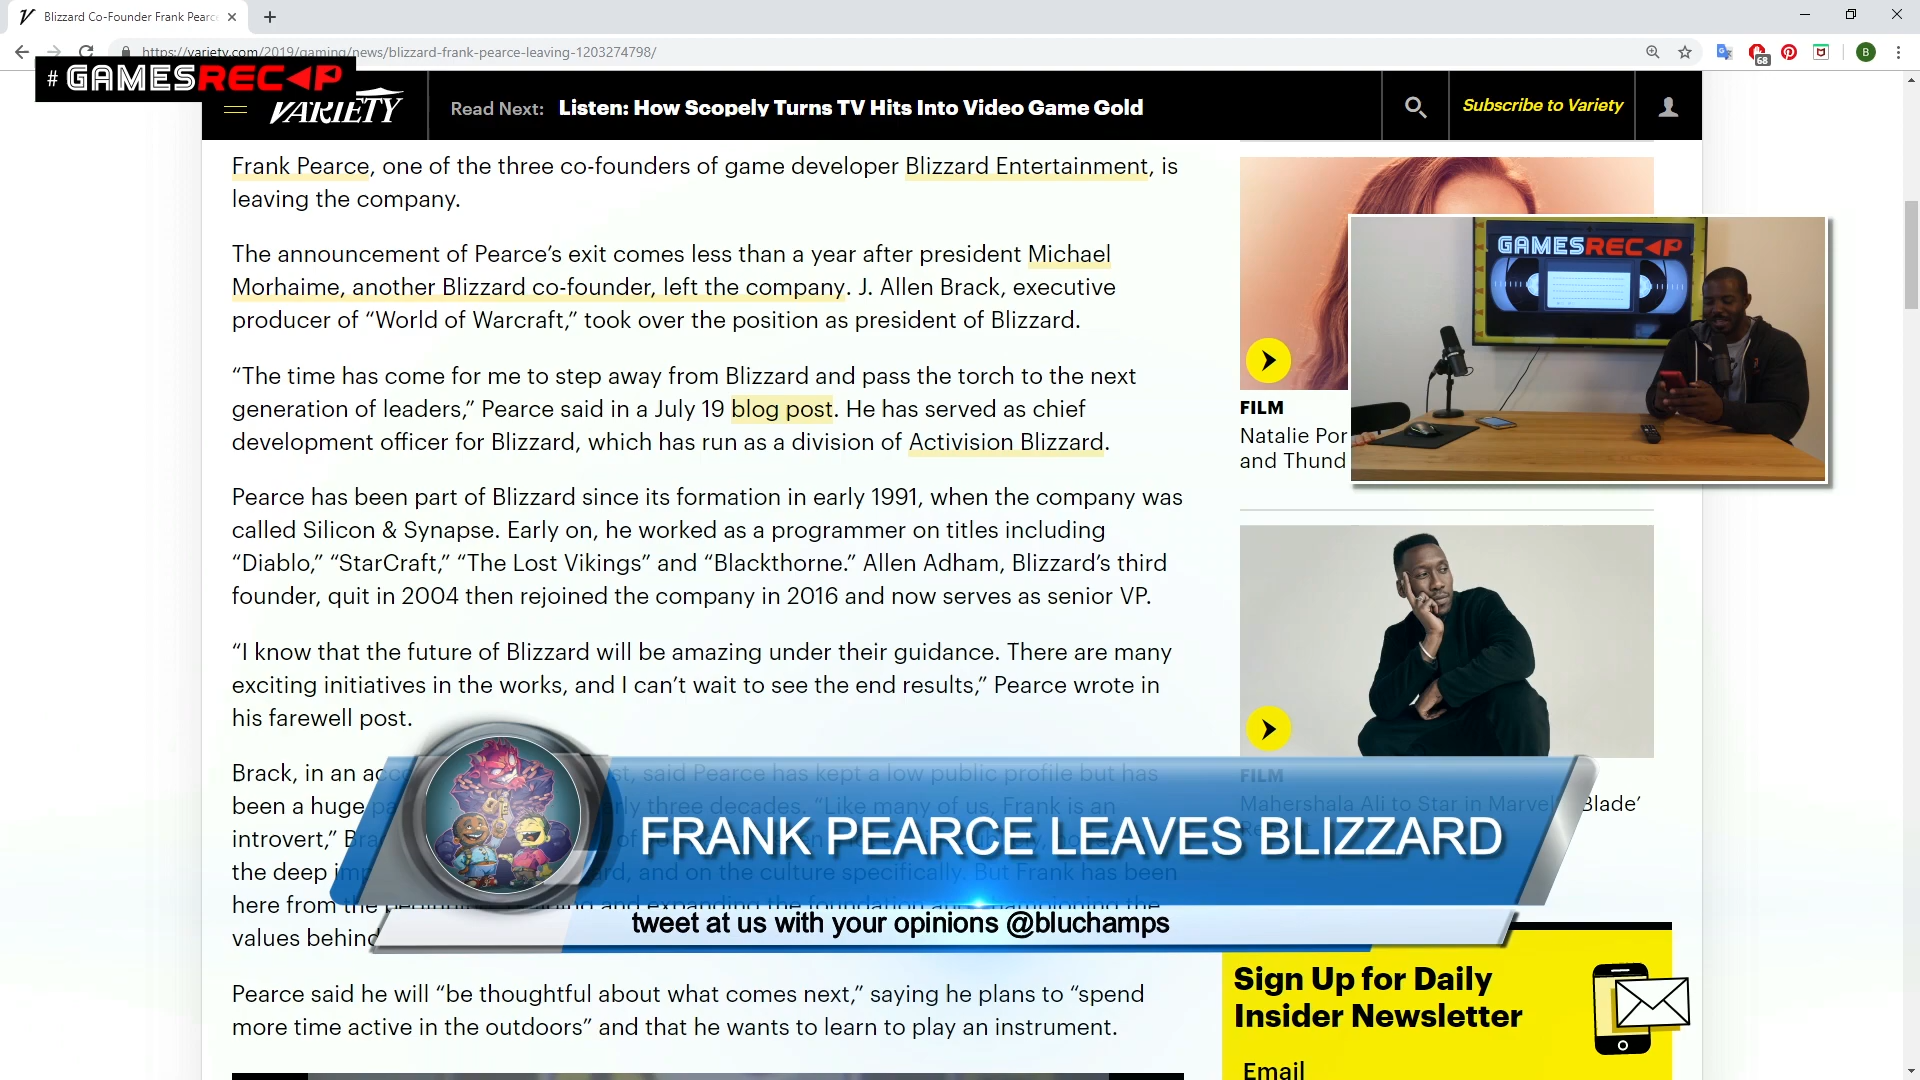 Blizzard Co-Founder Frank Pearce
https://variety.com/2019/gaming/news/blizzard-frank-pearce-leaving-1203274798/
68
B
#GAMESRECAP
VARIETY
Read Next: Listen: How Scopely Turns TV Hits Into Video Game Gold
Subscribe to Variety
Frank Pearce, one of the three co-founders of game developer Blizzard Entertainment, is
leaving the company.
The announcement of Pearce’s exit comes less than a year after president Michael
Morhaime, another Blizzard co-founder, left the company. J. Allen Brack, executive
producer of “World of Warcraft,” took over the position as president of Blizzard.
“The time has come for me to step away from Blizzard and pass the torch to the next
generation of leaders,” Pearce said in a July 19 blog post. He has served as chief
development officer for Blizzard, which has run as a division of Activision Blizzard.
Pearce has been part of Blizzard since its formation in early 1991, when the company was
called Silicon & Synapse. Early on, he worked as a programmer on titles including
“Diablo,” “StarCraft,” “The Lost Vikings” and “Blackthorne.” Allen Adham, Blizzard’s third
founder, quit in 2004 then rejoined the company in 2016 and now serves as senior VP.
“I know that the future of Blizzard will be amazing under their guidance. There are many
exciting initiatives in the works, and I can’t wait to see the end results,” Pearce wrote in
his farewell post.
Brack, in an acc st, said Pearce has kept a low public profile but has
been a huge pa rly three decades. “Like many of us, Frank is an
introvert,” Bra of
the deep im rd, and on the culture specifically. But Frank has been
here from the and expanding the foundation and championing the
values behind
Pearce said he will “be thoughtful about what comes next,” saying he plans to “spend
more time active in the outdoors” and that he wants to learn to play an instrument.
GAMESRECAP
FILM
Natalie Por
and Thund
FILM
Mahershala Ali to Star in Marvel Blade’
FRANK PEARCE LEAVES BLIZZARD
tweet at us with your opinions @bluchamps
Sign Up for Daily
Insider Newsletter
Email